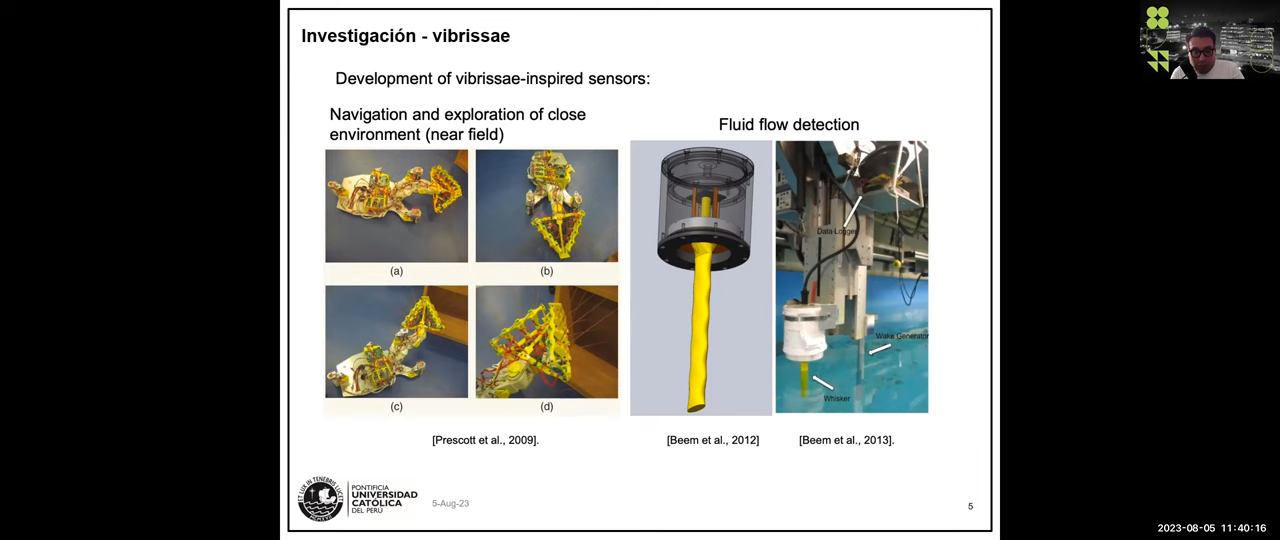 Investigación - vibrissae
Development of vibrissae-inspired sensors:
Navigation and exploration of close
environment (near field)
(a)
(b)
(c)
(d)
[Prescott et al., 2009].
Fluid flow detection
Data Logger
Wake Generator
Whisker
[Beem et al., 2012]
[Beem et al., 2013].
PONTIFICIA
UNIVERSIDAD
CATÓLICA
DEL PERÚ
5-Aug-23
5
2023-08-05 11:40:16